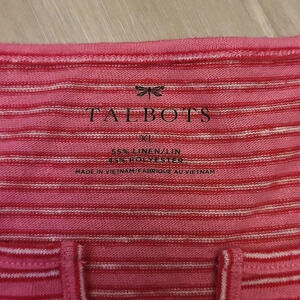 TALBOTS
XL
55% LINEN/LIN
45% POLYESTER
MADE IN VIETNAM/FABRIQUÉ AU VIETNAM